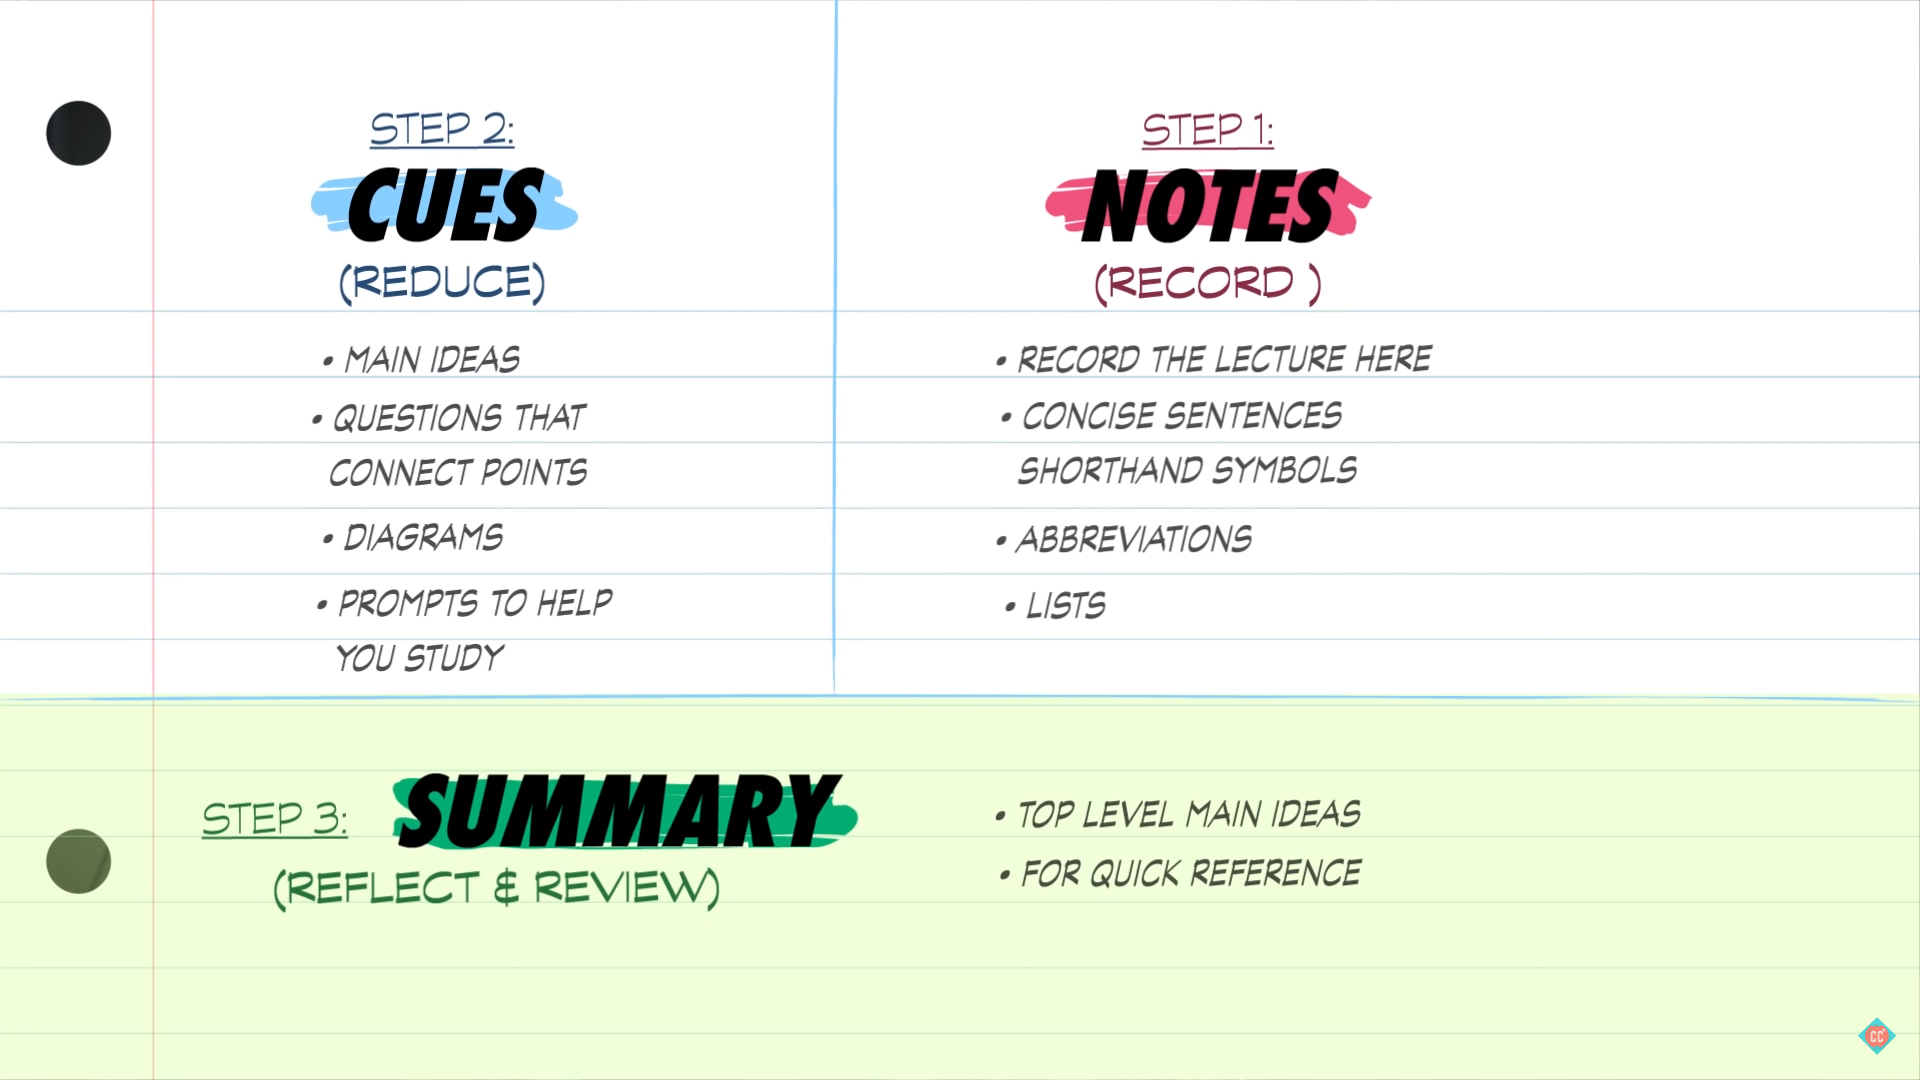 STEP 2:
CUES
(REDUCE)
• MAIN IDEAS
• QUESTIONS THAT
CONNECT POINTS
• DIAGRAMS
• PROMPTS TO HELP
YOU STUDY
STEP 1:
NOTES
(RECORD )
• RECORD THE LECTURE HERE
• CONCISE SENTENCES
SHORTHAND SYMBOLS
• ABBREVIATIONS
• LISTS
STEP 3:
SUMMARY
(REFLECT & REVIEW)
• TOP LEVEL MAIN IDEAS
• FOR QUICK REFERENCE
CC